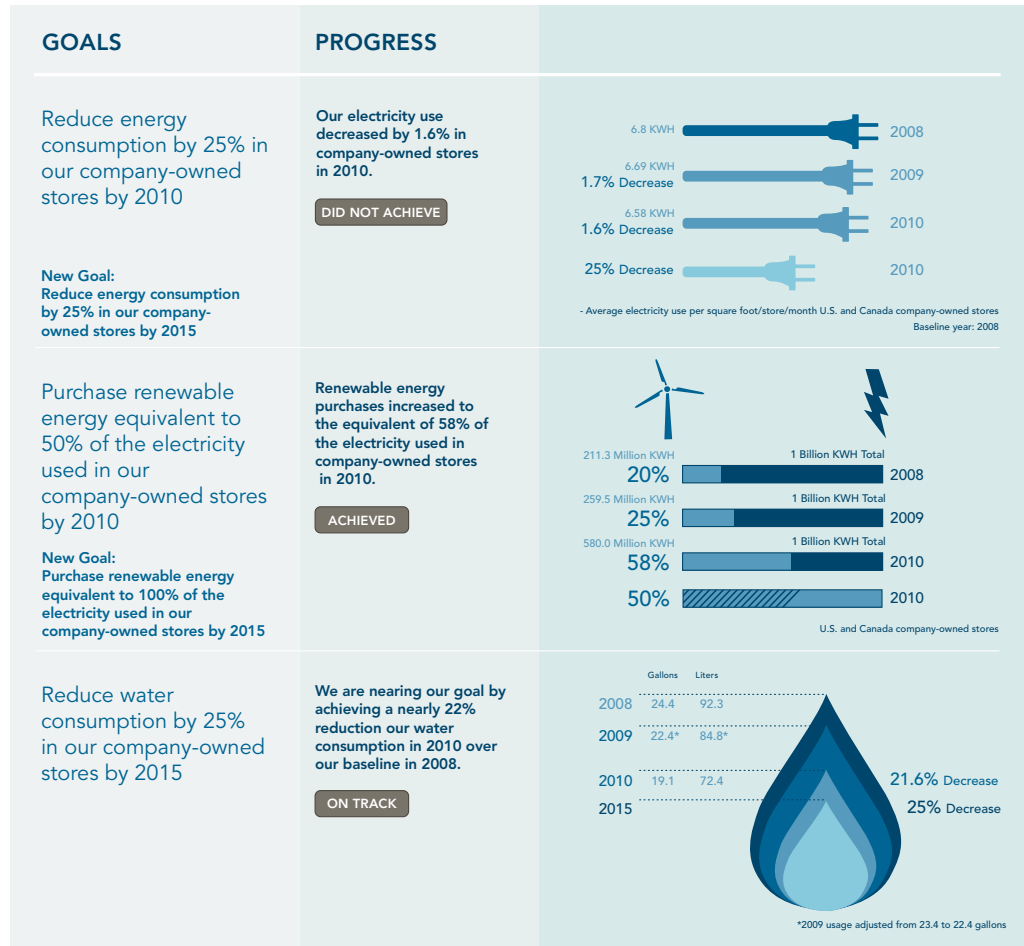 GOALS
PROGRESS
Reduce energy
consumption by 25% in
our company-owned
stores by 2010
New Goal:
Reduce energy consumption
by 25% in our company-
owned stores by 2015
Our electricity use
decreased by 1.6% in
company-owned stores
in 2010.
DID NOT ACHIEVE
6.8 KWH
2008
6.69 KWH
1.7% Decrease
2009
6.58 KWH
1.6% Decrease
2010
25% Decrease
2010
- Average electricity use per square foot/store/month U.S. and Canada company-owned stores
Baseline year: 2008
Purchase renewable
energy equivalent to
50% of the electricity
used in our
company-owned stores
by 2010
New Goal:
Purchase renewable energy
equivalent to 100% of the
electricity used in our
company-owned stores by 2015
Renewable energy
purchases increased to
the equivalent of 58% of
the electricity used in
company-owned stores
in 2010.
ACHIEVED
211.3 Million KWH
1 Billion KWH Total
20%
2008
259.5 Million KWH
1 Billion KWH Total
25%
2009
580.0 Million KWH
1 Billion KWH Total
58%
2010
50%
2010
U.S. and Canada company-owned stores
Reduce water
consumption by 25%
in our company-owned
stores by 2015
We are nearing our goal by
achieving a nearly 22%
reduction our water
consumption in 2010 over
our baseline in 2008.
ON TRACK
Gallons Liters
2008 24.4 92.3
2009 22.4* 84.8*
2010 19.1 72.4
21.6% Decrease
2015
25% Decrease
*2009 usage adjusted from 23.4 to 22.4 gallons